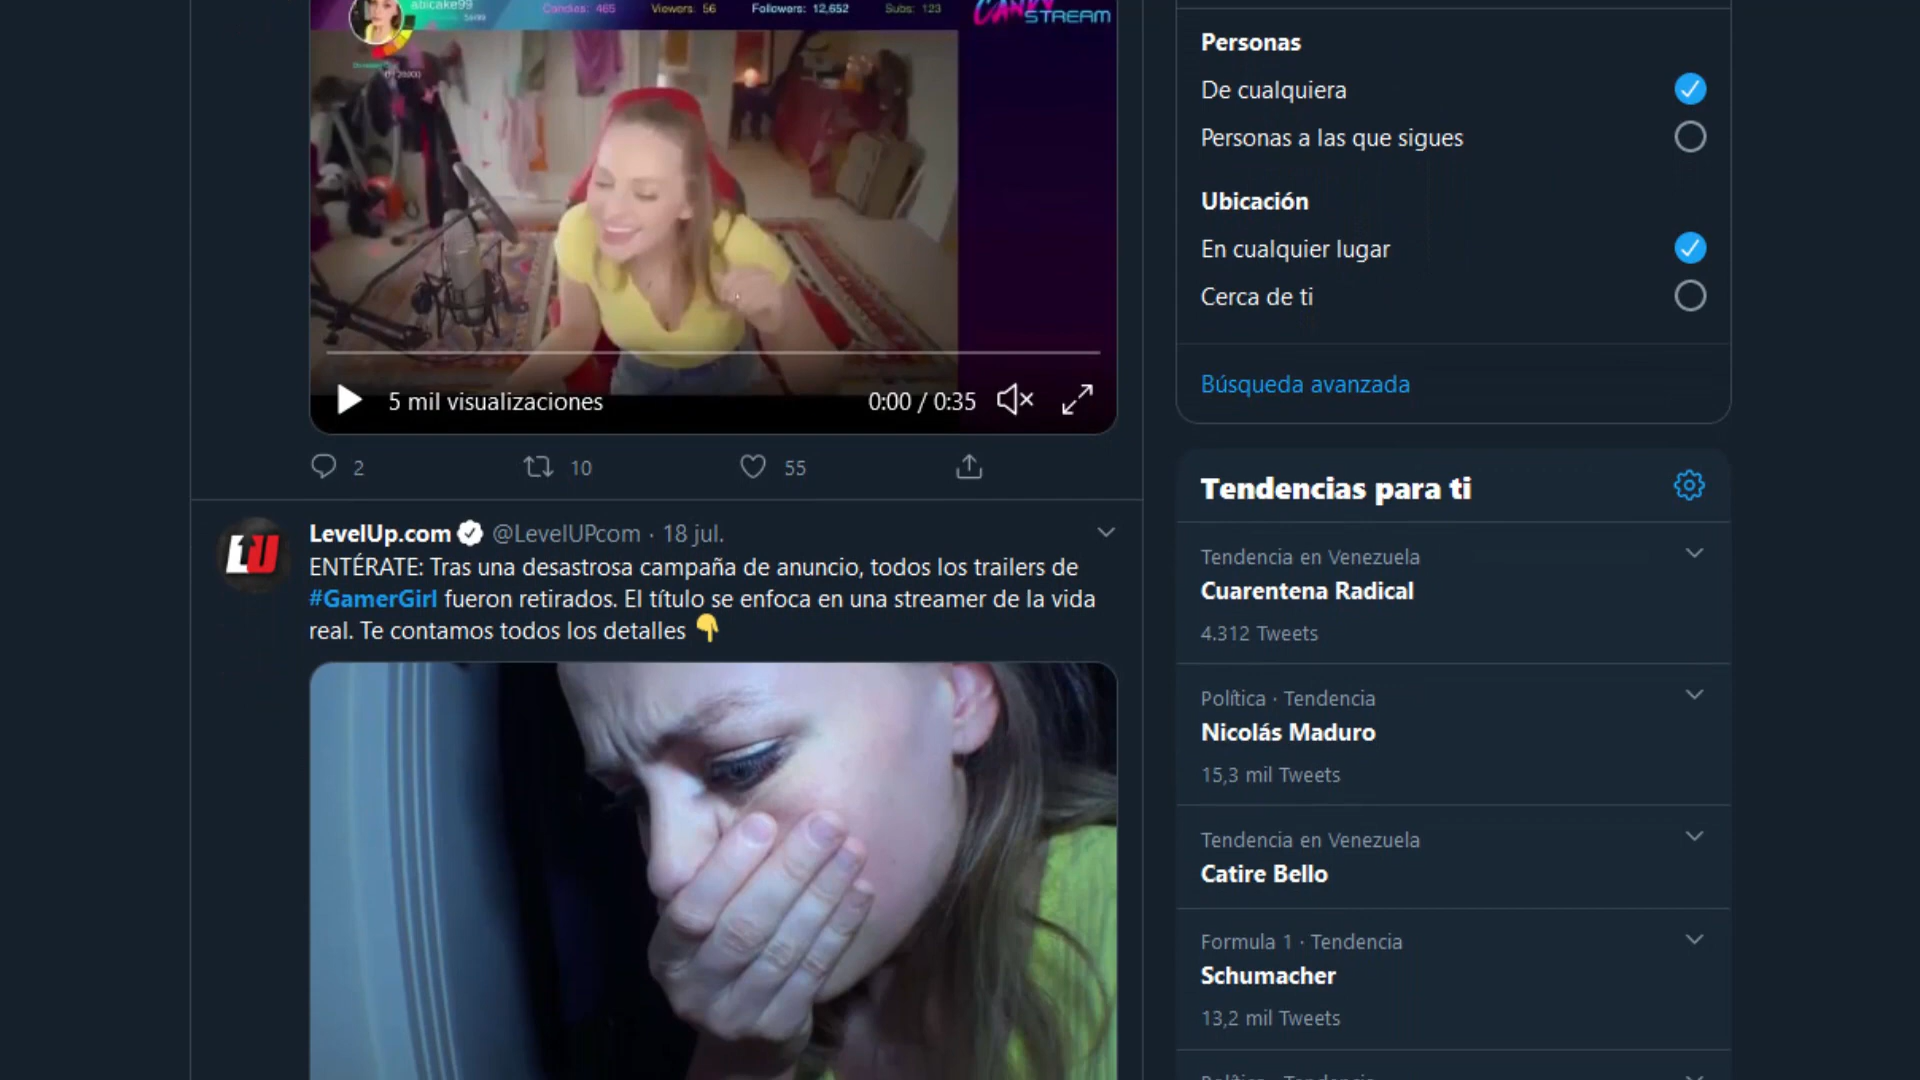 abicake99
Candies: 465
Viewers: 56
Followers: 12,652
Subs: 123
CANDY
STREAM
5 mil visualizaciones
0:00 / 0:35
2
10
55
LevelUp.com @LevelUPcom · 18 jul.
ENTÉRATE: Tras una desastrosa campaña de anuncio, todos los trailers de
#GamerGirl fueron retirados. El título se enfoca en una streamer de la vida
real. Te contamos todos los detalles 👇
Personas
De cualquiera
Personas a las que sigues
Ubicación
En cualquier lugar
Cerca de ti
Búsqueda avanzada
Tendencias para ti
Tendencia en Venezuela
Cuarentena Radical
4.312 Tweets
Política · Tendencia
Nicolás Maduro
15,3 mil Tweets
Tendencia en Venezuela
Catire Bello
Formula 1 · Tendencia
Schumacher
13,2 mil Tweets
Política · Tendencia